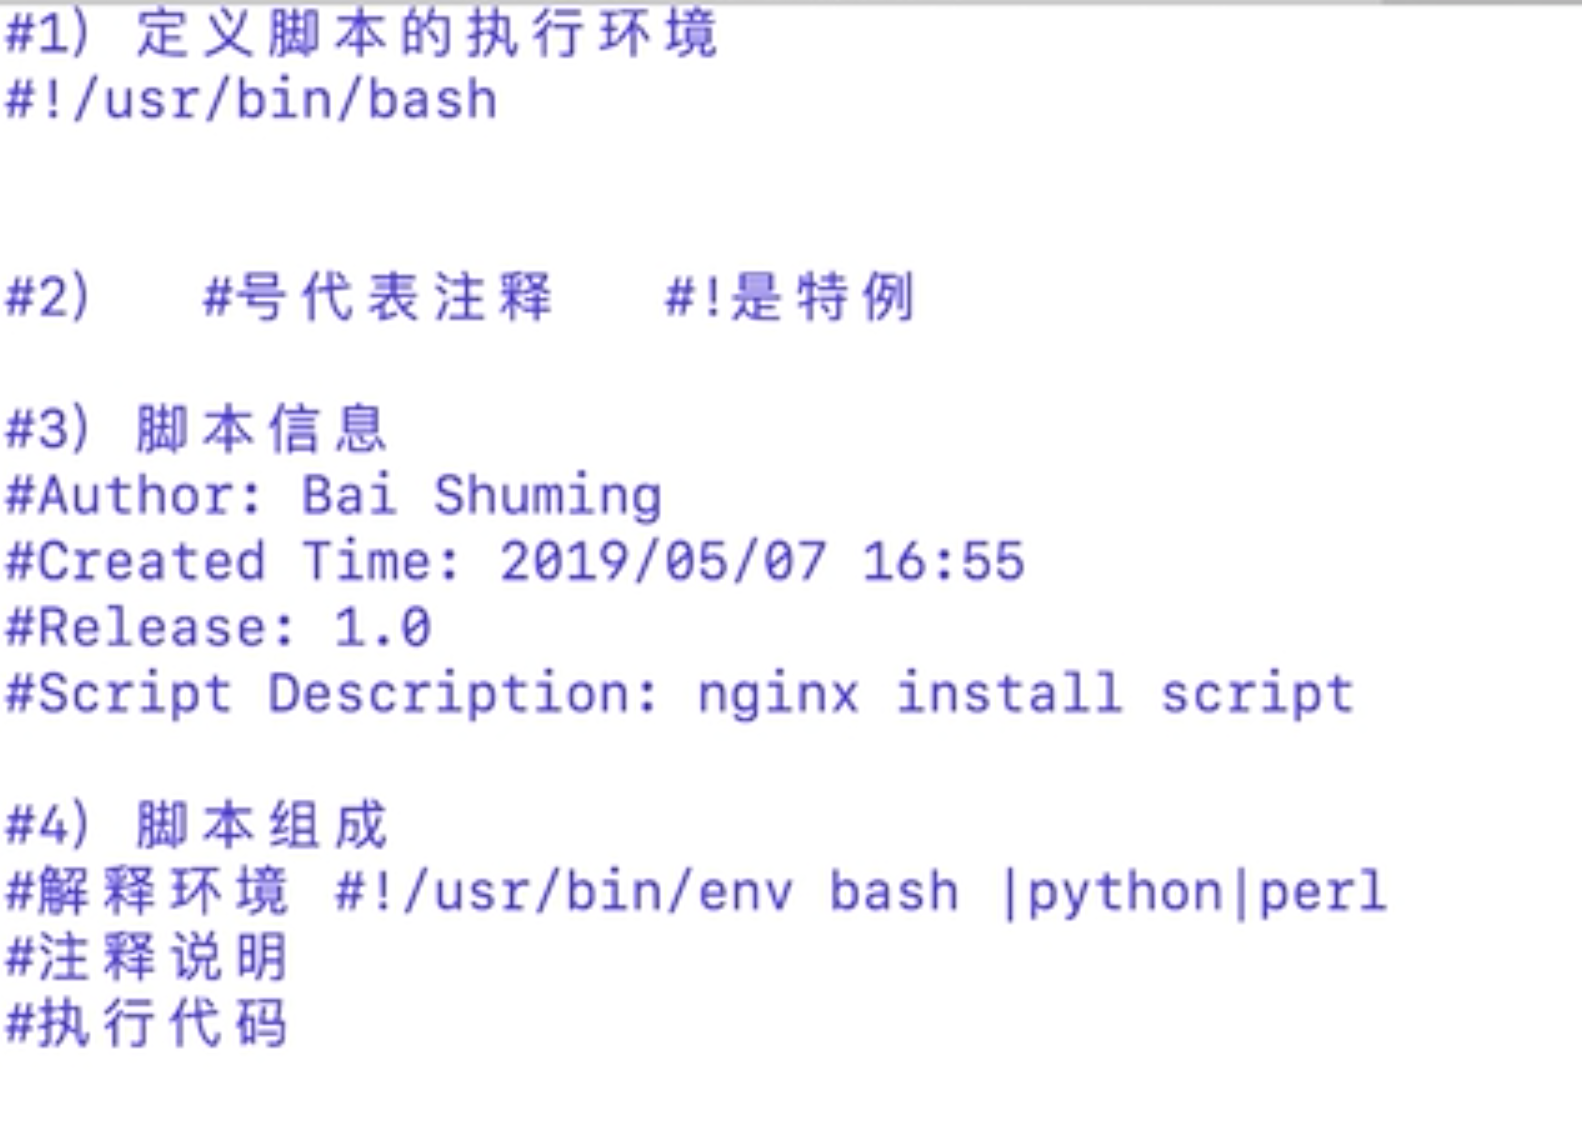 #1) 定义脚本的执行环境
#!/usr/bin/bash
#2)   #号代表注释   #!是特例
#3) 脚本信息
#Author: Bai Shuming
#Created Time: 2019/05/07 16:55
#Release: 1.0
#Script Description: nginx install script
#4) 脚本组成
#解释环境 #!/usr/bin/env bash |python|perl
#注释说明
#执行代码